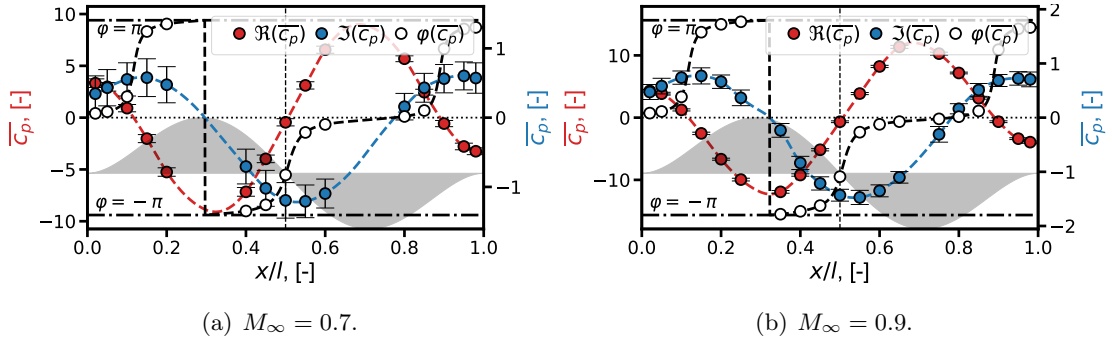 φ = π
ℜ(c̅p) ℑ(c̅p) φ(c̅p)
φ = −π
10
5
0
−5
−10
1
0
−1
0.0 0.2 0.4 0.6 0.8 1.0
x/l, [-]
c̅p, [-]
c̅p, [-]
(a) M∞ = 0.7.
φ = π
ℜ(c̅p) ℑ(c̅p) φ(c̅p)
φ = −π
10
0
−10
2
1
0
−1
−2
0.0 0.2 0.4 0.6 0.8 1.0
x/l, [-]
c̅p, [-]
c̅p, [-]
(b) M∞ = 0.9.